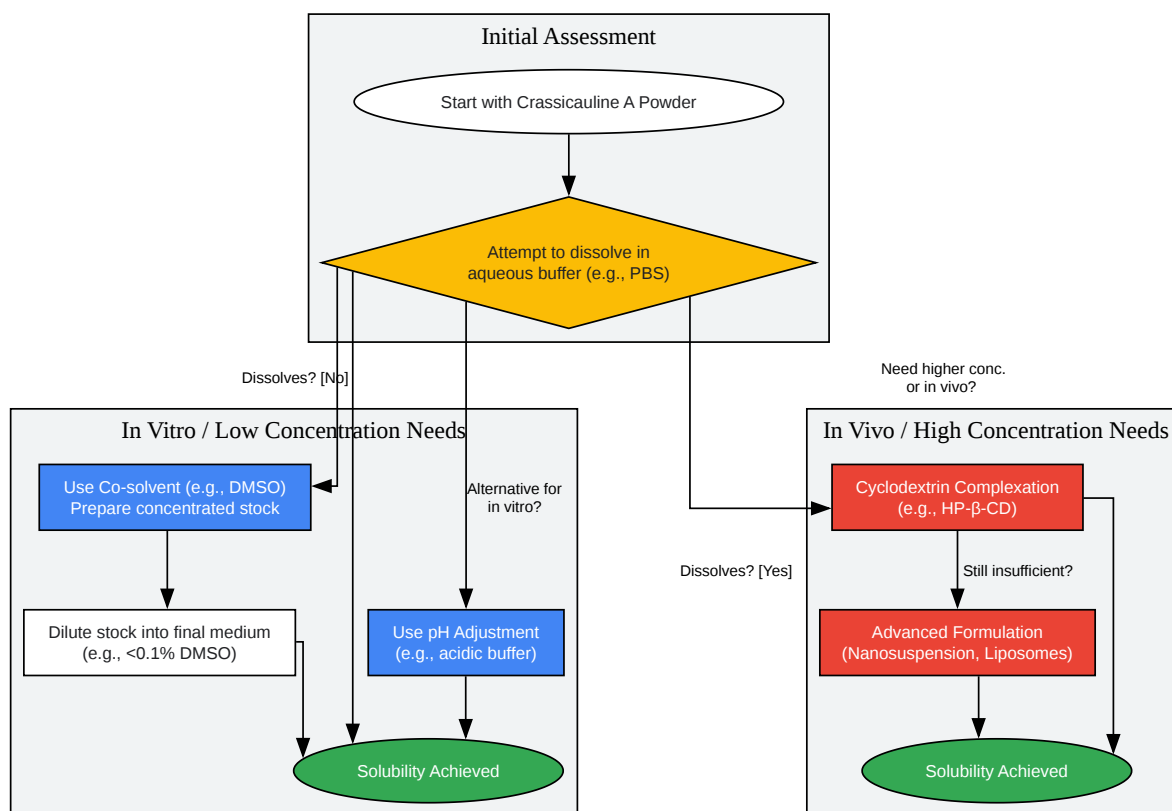 Initial Assessment
Start with Crassicauline A Powder
Attempt to dissolve in
aqueous buffer (e.g., PBS)
Dissolves? [No]
Need higher conc.
or in vivo?
In Vitro / Low Concentration Needs
In Vivo / High Concentration Needs
Use Co-solvent (e.g., DMSO)
Prepare concentrated stock
Alternative for
in vitro?
Cyclodextrin Complexation
(e.g., HP-β-CD)
Dissolves? [Yes]
Still insufficient?
Dilute stock into final medium
(e.g., <0.1% DMSO)
Use pH Adjustment
(e.g., acidic buffer)
Advanced Formulation
(Nanosuspension, Liposomes)
Solubility Achieved
Solubility Achieved